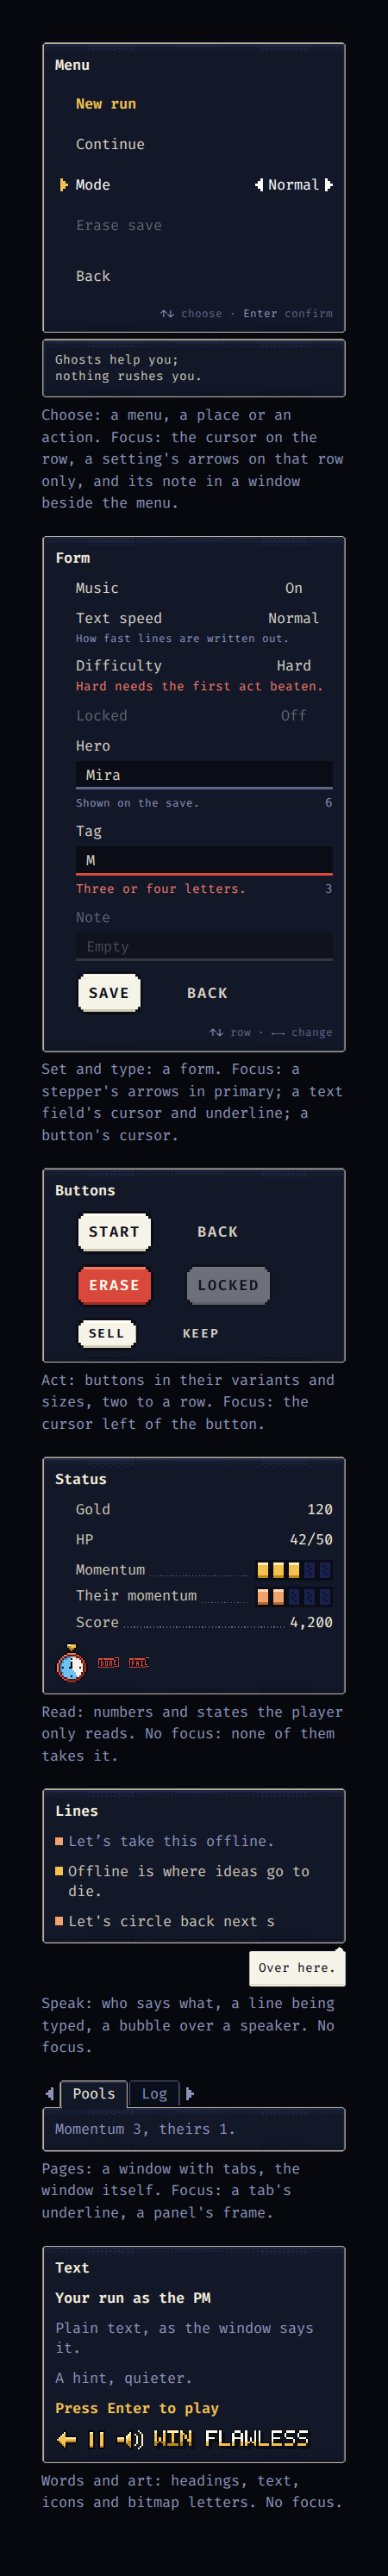 Menu
New run
Continue
Mode Normal
Erase save
Back
↑↓ choose · Enter confirm
Ghosts help you;
nothing rushes you.
Choose: a menu, a place or an
action. Focus: the cursor on the
row, a setting's arrows on that row
only, and its note in a window
beside the menu.
Form
Music On
Text speed Normal
How fast lines are written out.
Difficulty Hard
Hard needs the first act beaten.
Locked Off
Hero
Mira
Shown on the save. 6
Tag
M
Three or four letters. 3
Note
Empty
SAVE BACK
↑↓ row · ←→ change
Set and type: a form. Focus: a
stepper's arrows in primary; a text
field's cursor and underline; a
button's cursor.
Buttons
START BACK
ERASE LOCKED
SELL KEEP
Act: buttons in their variants and
sizes, two to a row. Focus: the
cursor left of the button.
Status
Gold 120
HP 42/50
Momentum
Their momentum
Score 4,200
DONE FAIL
Read: numbers and states the player
only reads. No focus: none of them
takes it.
Lines
Let’s take this offline.
Offline is where ideas go to
die.
Let's circle back next s
Over here.
Speak: who says what, a line being
typed, a bubble over a speaker. No
focus.
Pools Log
Momentum 3, theirs 1.
Pages: a window with tabs, the
window itself. Focus: a tab's
underline, a panel's frame.
Text
Your run as the PM
Plain text, as the window says
it.
A hint, quieter.
Press Enter to play
WIN FLAWLESS
Words and art: headings, text,
icons and bitmap letters. No focus.